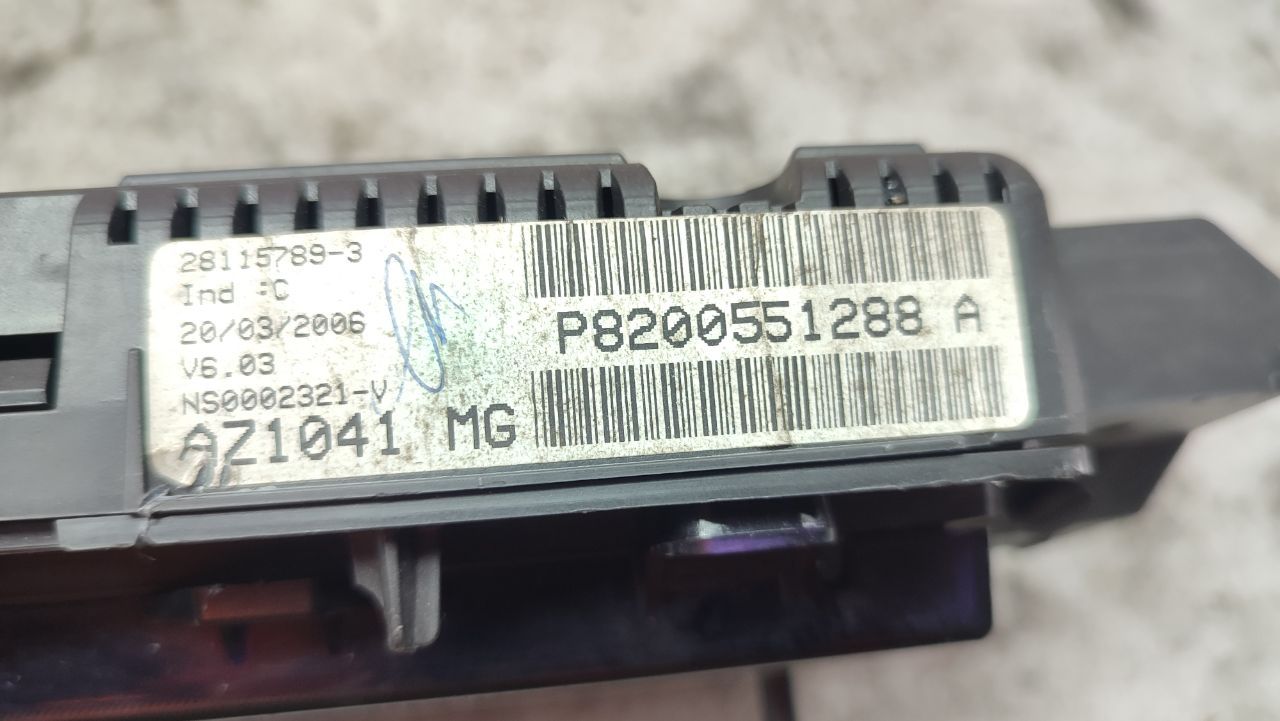 28115789-3
Ind :C
20/03/2006
V6.03
NS0002321-V
AZ1041 MG
P8200551288 A